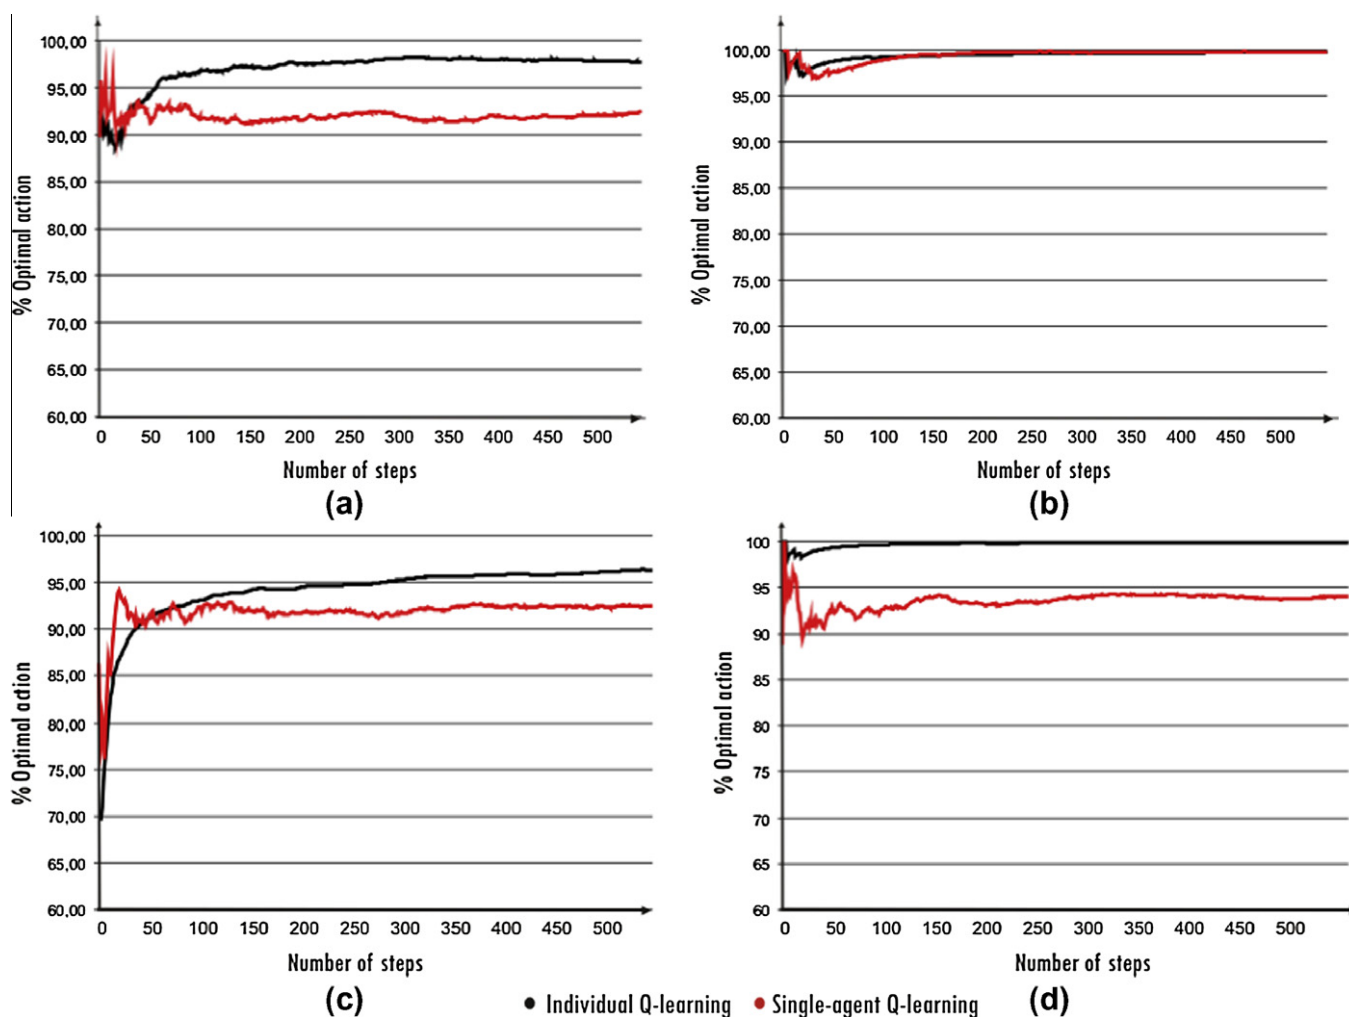 100,00
95,00
90,00
85,00
80,00
75,00
70,00
65,00
60,00
% Optimal action
0 50 100 150 200 250 300 350 400 450 500
Number of steps
(a)
100,00
95,00
90,00
85,00
80,00
75,00
70,00
65,00
60,00
% Optimal action
0 50 100 150 200 250 300 350 400 450 500
Number of steps
(b)
100,00
95,00
90,00
85,00
80,00
75,00
70,00
65,00
60,00
% Optimal action
0 50 100 150 200 250 300 350 400 450 500
Number of steps
(c)
100
95
90
85
80
75
70
65
60
% Optimal action
0 50 100 150 200 250 300 350 400 450 500
Number of steps
(d)
Individual Q-learning
Single-agent Q-learning